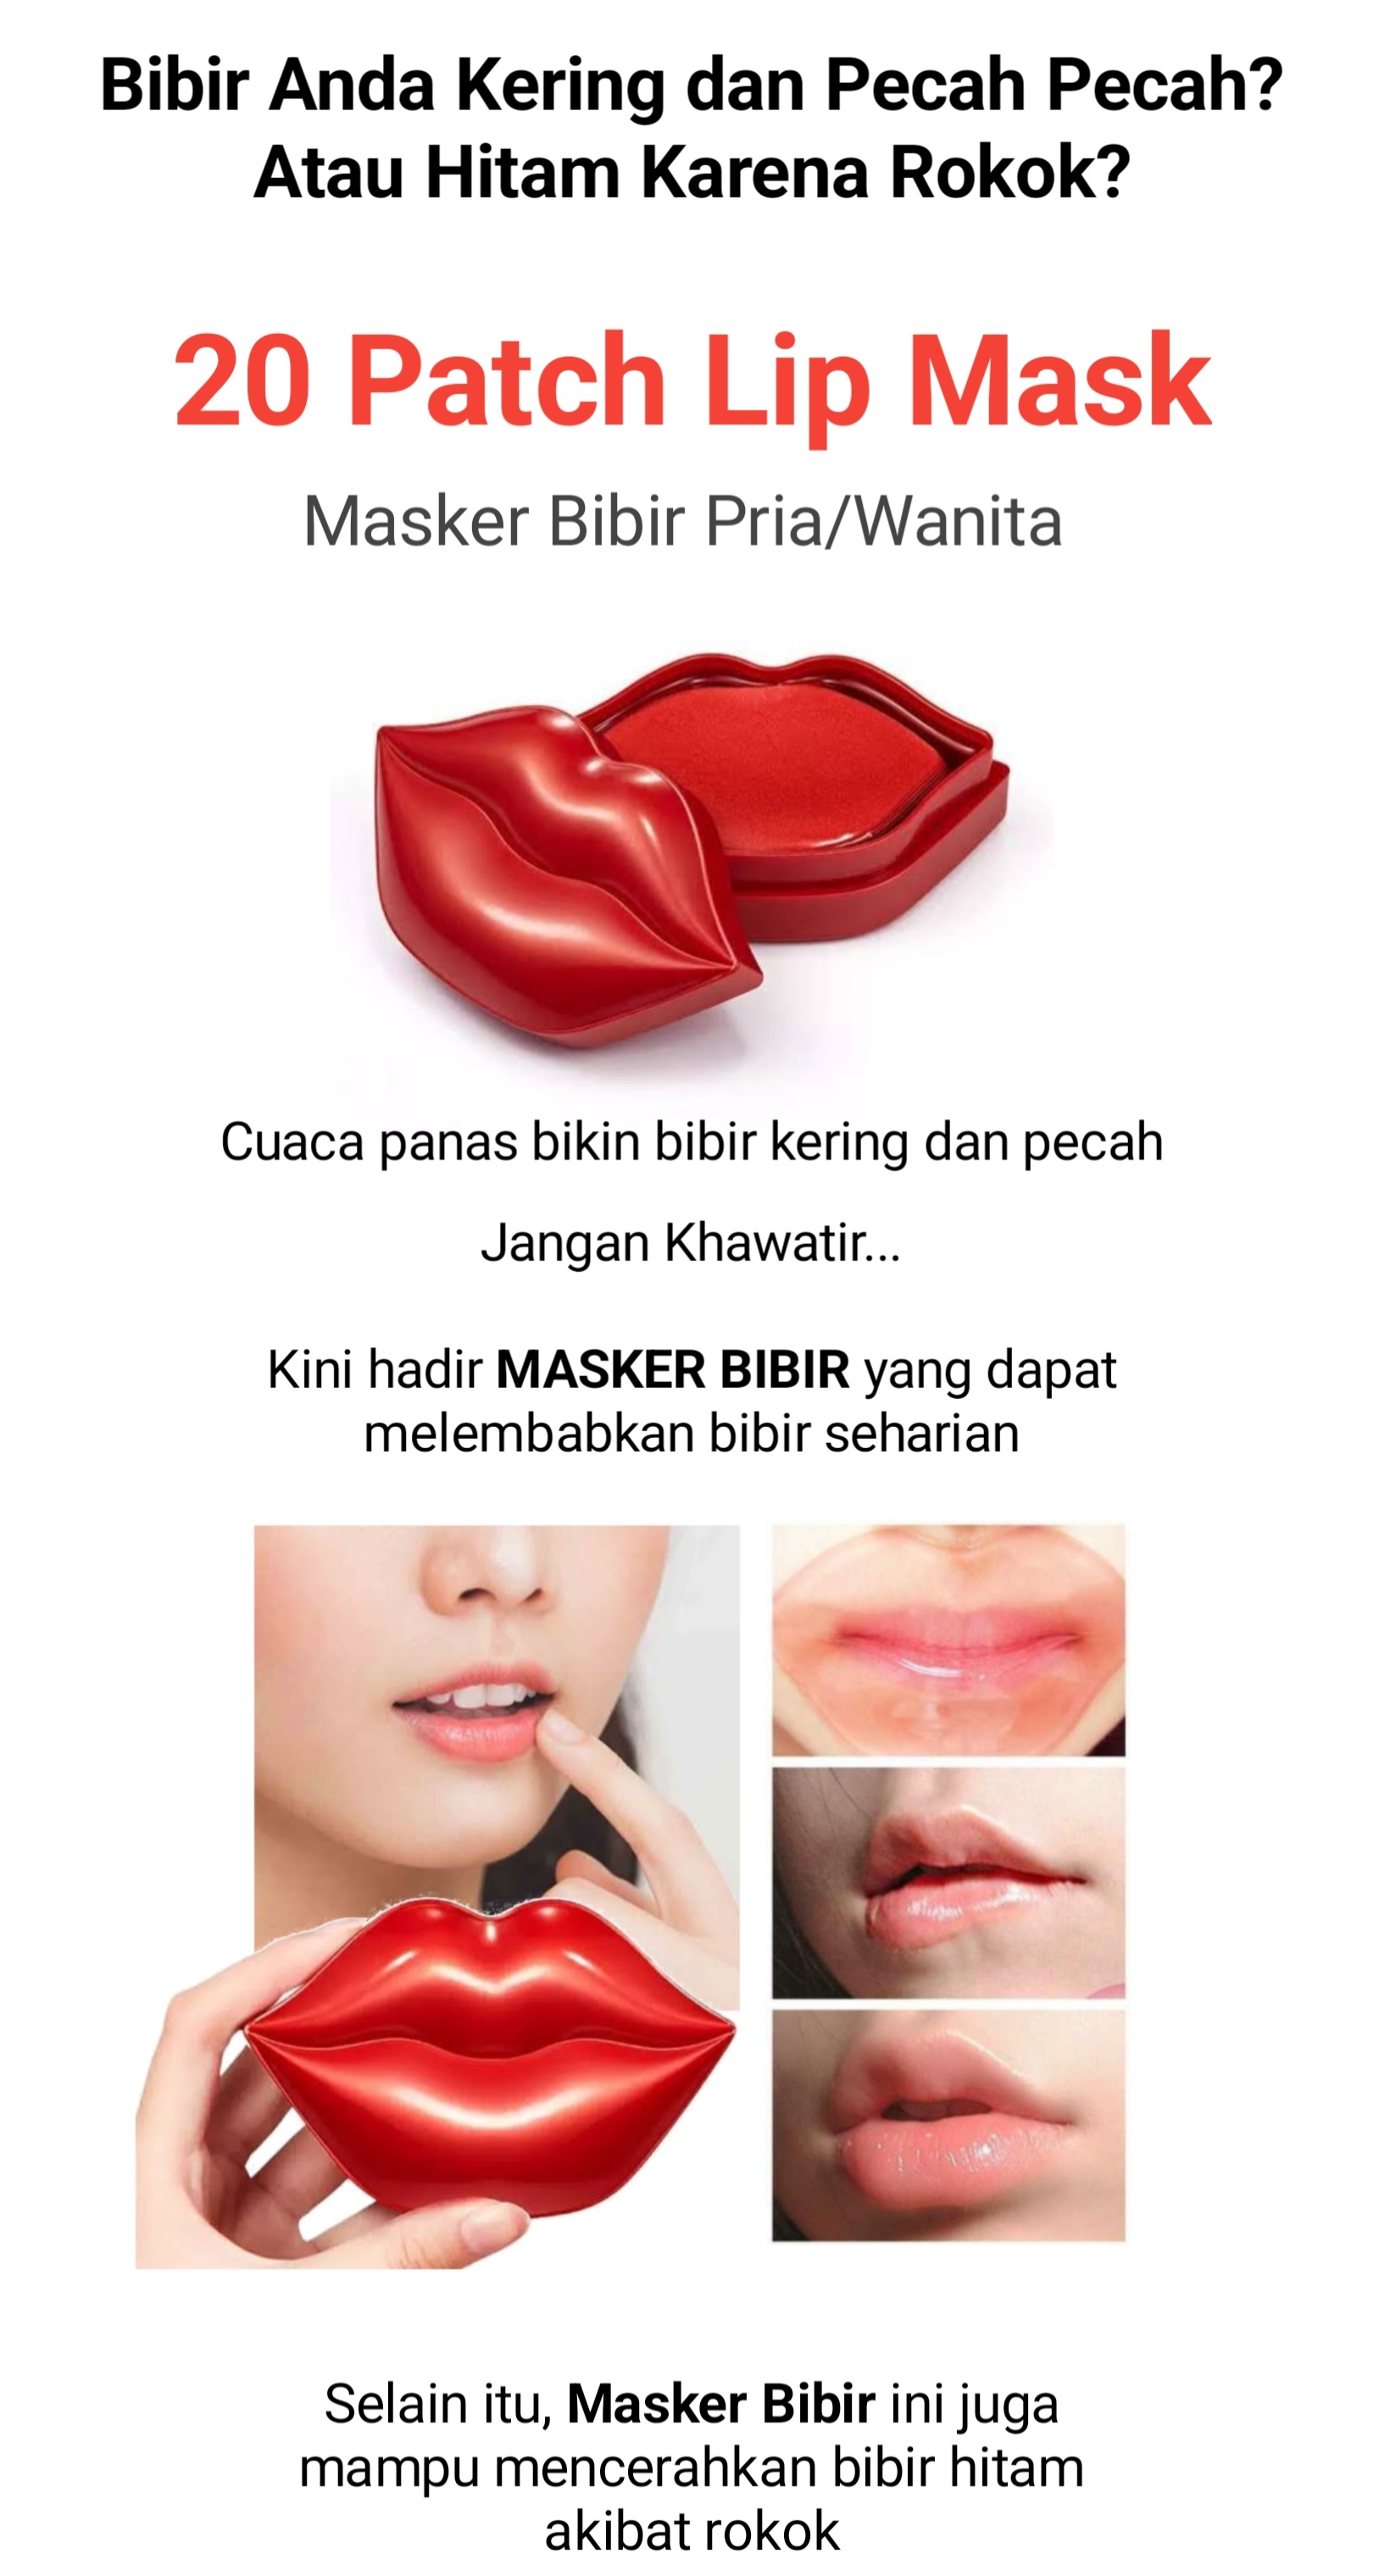 Bibir Anda Kering dan Pecah Pecah?
Atau Hitam Karena Rokok?
20 Patch Lip Mask
Masker Bibir Pria/Wanita
Cuaca panas bikin bibir kering dan pecah
Jangan Khawatir...
Kini hadir MASKER BIBIR yang dapat
melembabkan bibir seharian
Selain itu, Masker Bibir ini juga
mampu mencerahkan bibir hitam
akibat rokok